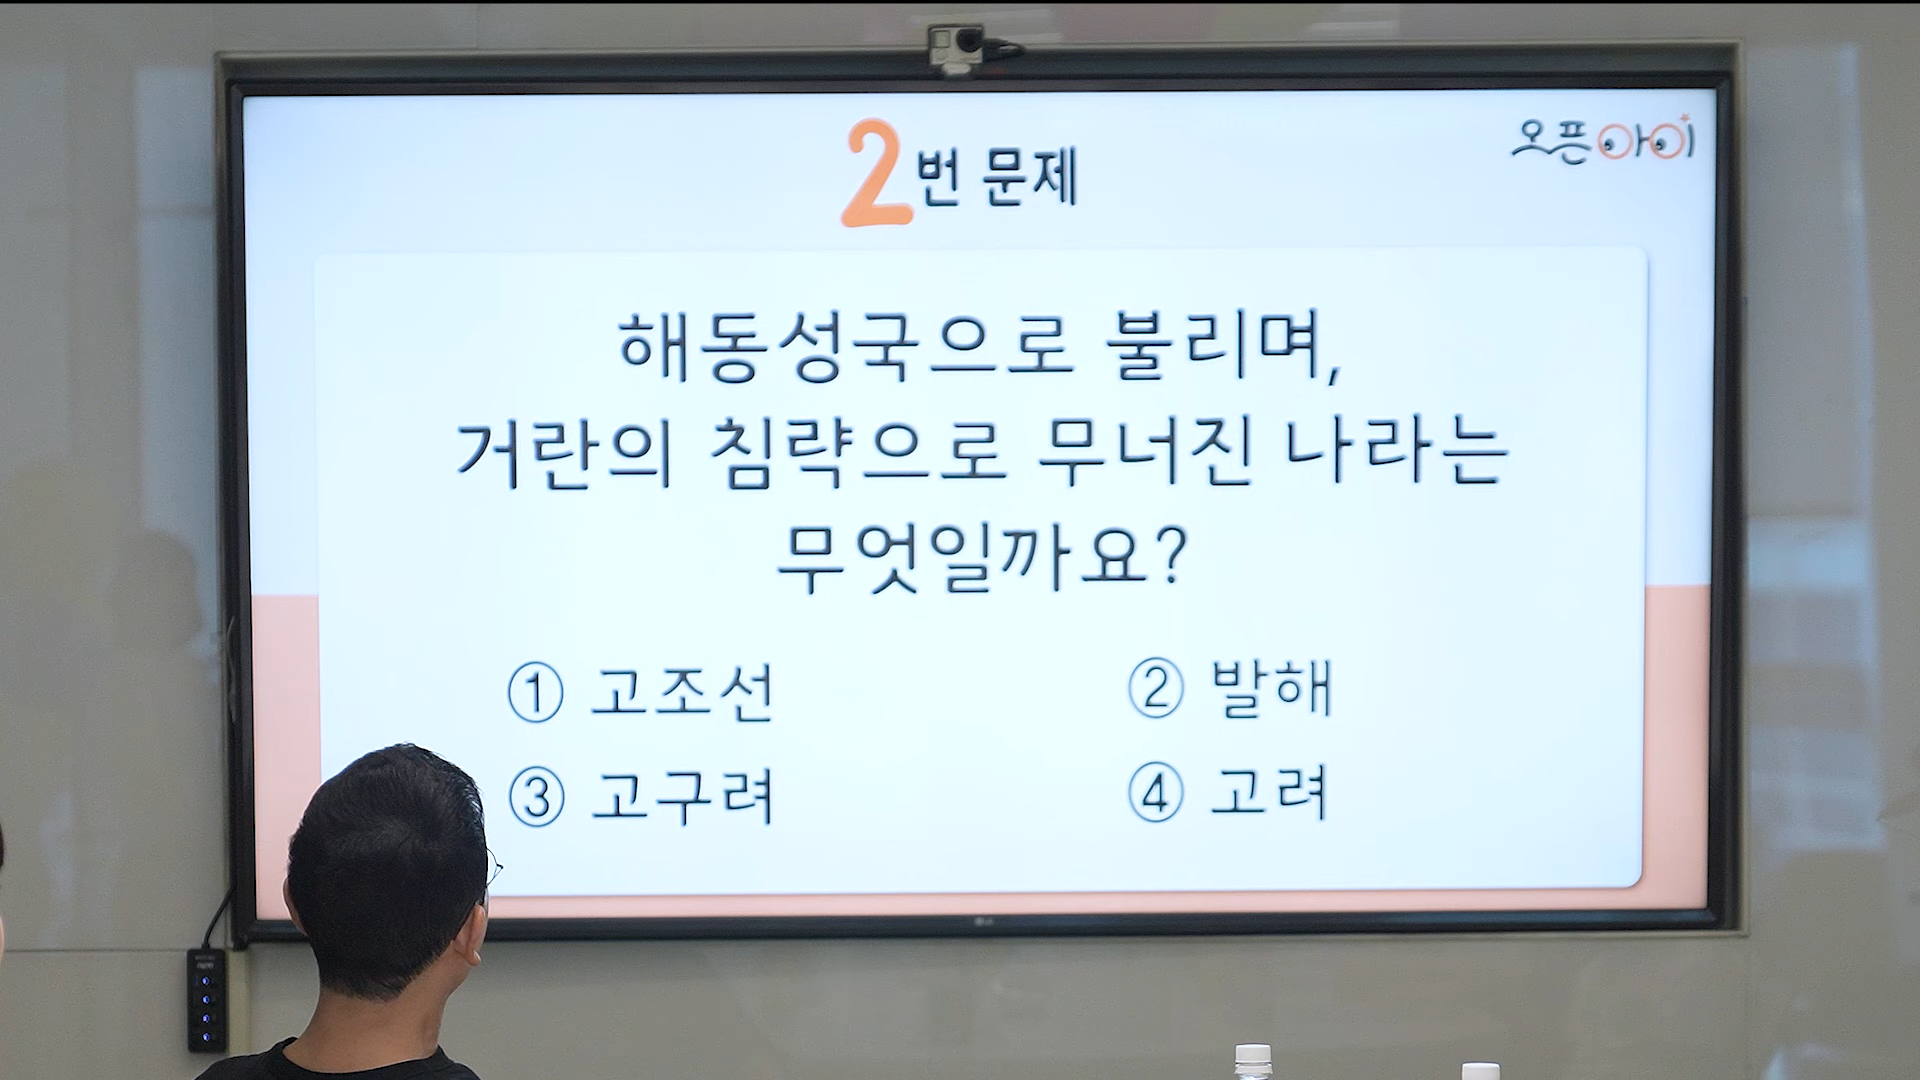 2번 문제
오픈아이
해동성국으로 불리며,
거란의 침략으로 무너진 나라는
무엇일까요?
① 고조선
② 발해
③ 고구려
④ 고려